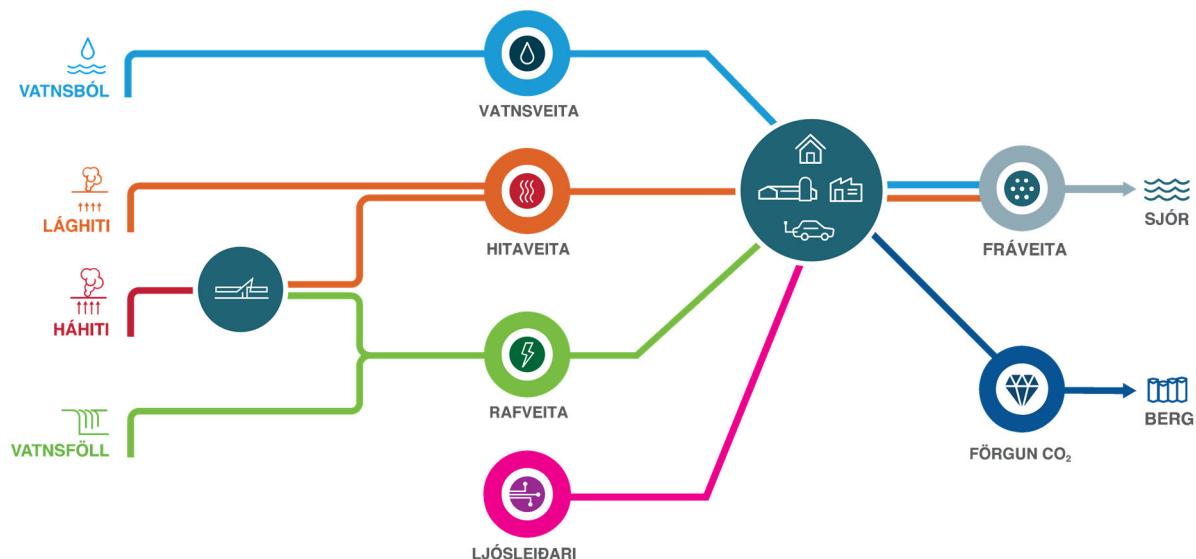 VATNSBÓL
VATNSVEITA
LÁGHITI
HITAVEITA
FRÁVEITA
SJÓR
HÁHITI
RAFVEITA
BERG
VATNSFÖLL
FÖRGUN CO₂
LJÓSLEIÐARI